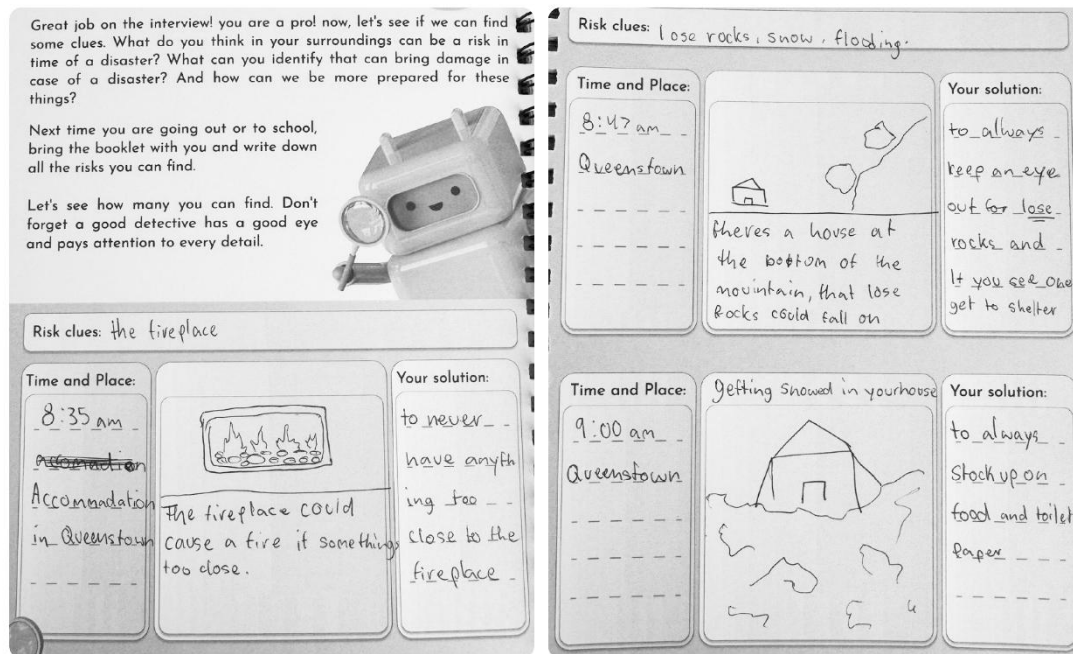 Great job on the interview! you are a pro! now, let's see if we can find
some clues. What do you think in your surroundings can be a risk in
time of a disaster? What can you identify that can bring damage in
case of a disaster? And how can we be more prepared for these
things?
Next time you are going out or to school,
bring the booklet with you and write down
all the risks you can find.
Let's see how many you can find. Don't
forget a good detective has a good eye
and pays attention to every detail.
Risk clues: the fireplace
Time and Place:
8:35 am
Accommadation
in Queenstown
The fireplace could
cause a fire if somethings
too close.
Your solution:
to never
have anyth
ing too
close to the
fireplace
Risk clues: lose rocks, snow, flooding.
Time and Place:
8:47 am
Queenstown
theres a house at
the bottom of the
mouintain, that lose
Rocks could fall on
Your solution:
to always
keep an eye
out for lose
rocks and
If you see one
get to shelter
Time and Place:
9:00 am
Queenstown
getting snowed in yourhouse
Your solution:
to always
stock up on
food and toilet
paper